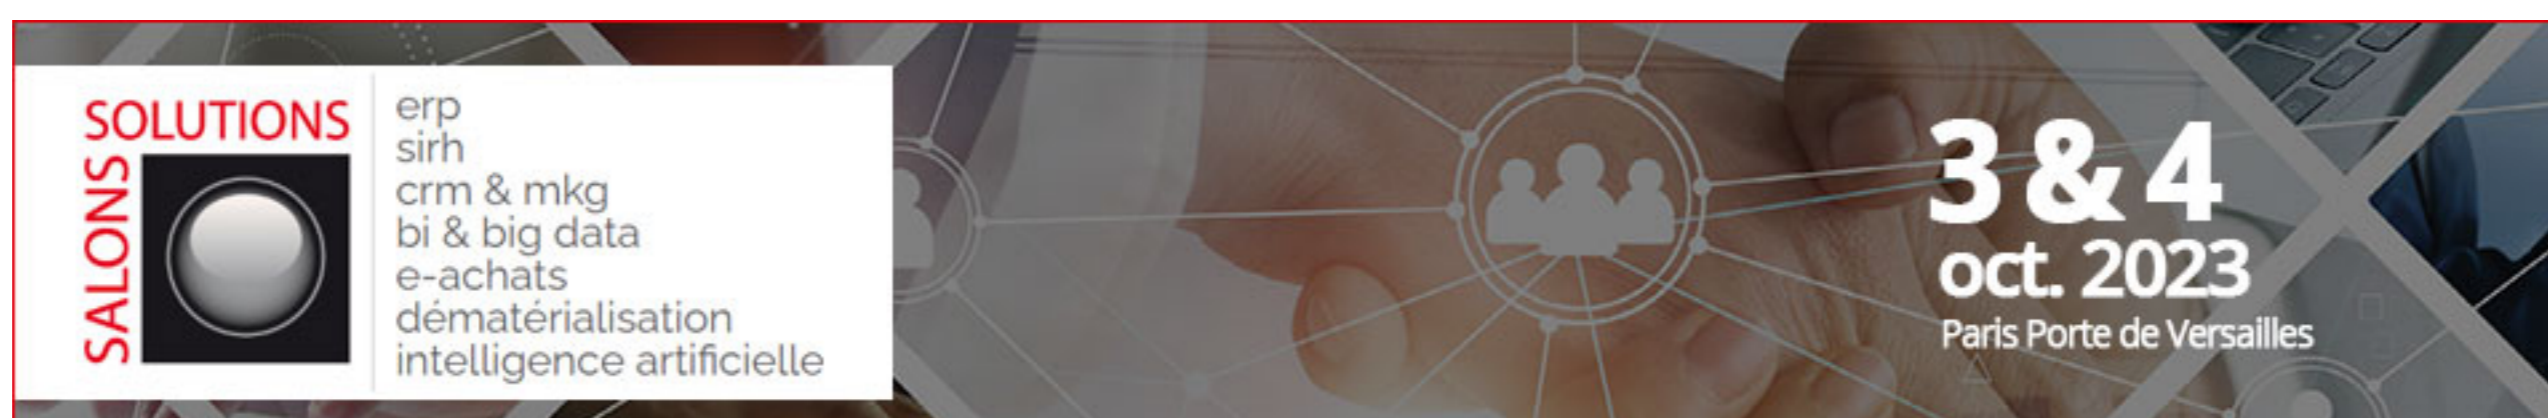 SALONS
SOLUTIONS
erp
sirh
crm & mkg
bi & big data
e-achats
dématérialisation
intelligence artificielle
3 & 4
oct. 2023
Paris Porte de Versailles